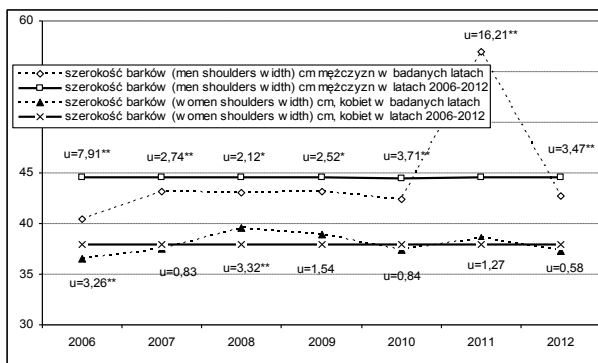 60
u=16,21**
szerokość barków (men shoulders width) cm mężczyzn w badanych latach
szerokość barków (men shoulders width) cm mężczyzn w latach 2006-2012
szerokość barków (women shoulders width) cm, kobiet w badanych latach
szerokość barków (women shoulders width) cm, kobiet w latach 2006-2012
u=7,91** u=2,74** u=2,12* u=2,52* u=3,71** u=3,47**
45
40
35
u=3,26** u=0,83 u=3,32** u=1,54 u=0,84 u=1,27 u=0,58
30
2006 2007 2008 2009 2010 2011 2012